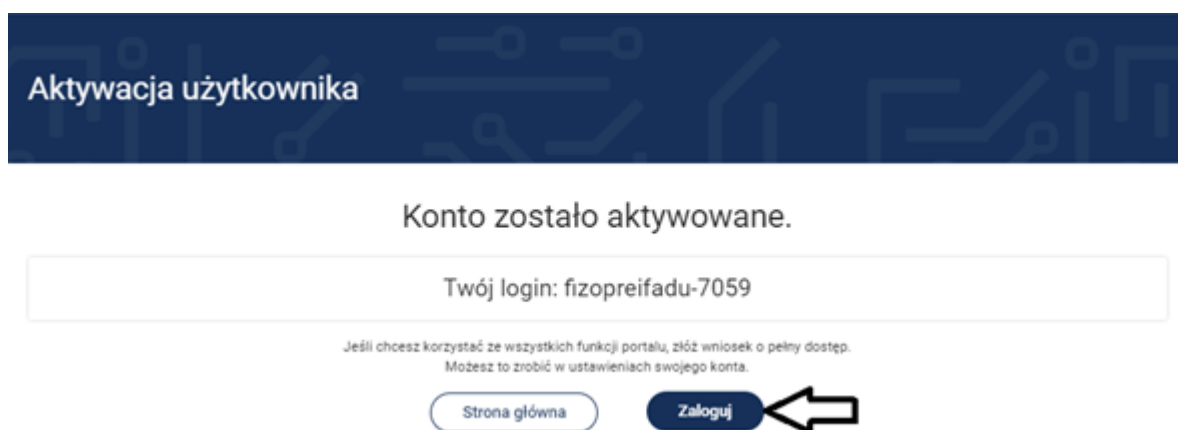 Aktywacja użytkownika
Konto zostało aktywowane.
Twój login: fizopreifadu-7059
Jeśli chcesz korzystać ze wszystkich funkcji portalu, złóż wniosek o pełny dostęp.
Możesz to zrobić w ustawieniach swojego konta.
Strona główna
Zaloguj